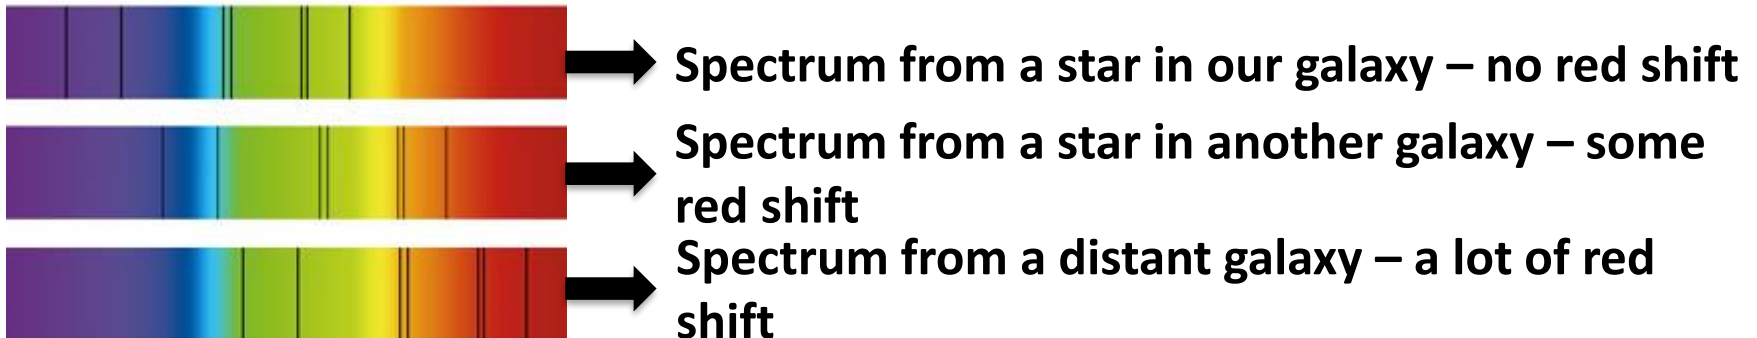 Spectrum from a star in our galaxy – no red shift
Spectrum from a star in another galaxy – some
red shift
Spectrum from a distant galaxy – a lot of red
shift